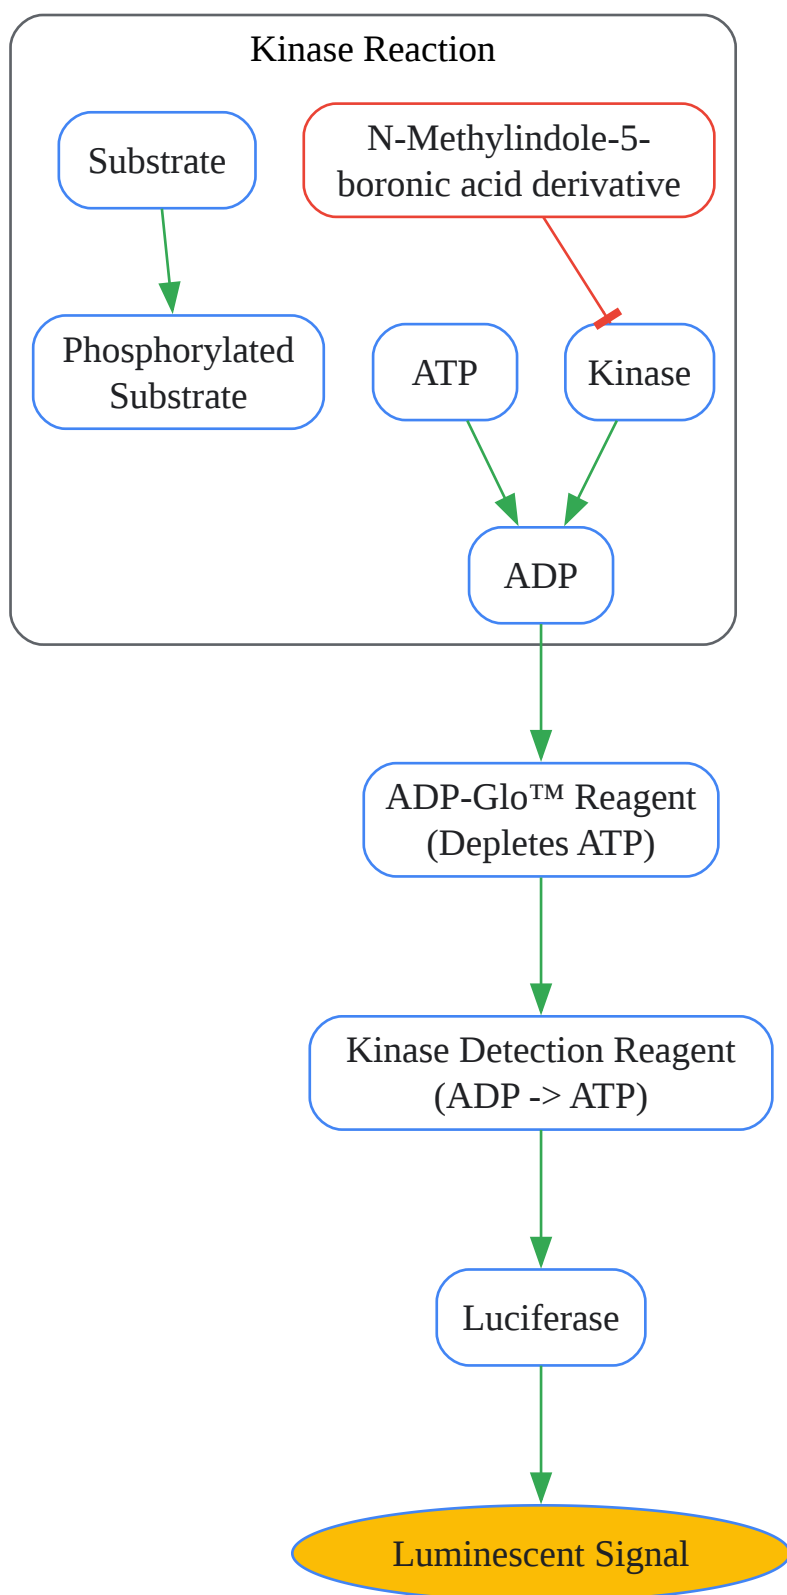 Kinase Reaction
Substrate
N-Methylindole-5-
boronic acid derivative
Phosphorylated
Substrate
ATP
Kinase
ADP
ADP-Glo™ Reagent
(Depletes ATP)
Kinase Detection Reagent
(ADP -> ATP)
Luciferase
Luminescent Signal